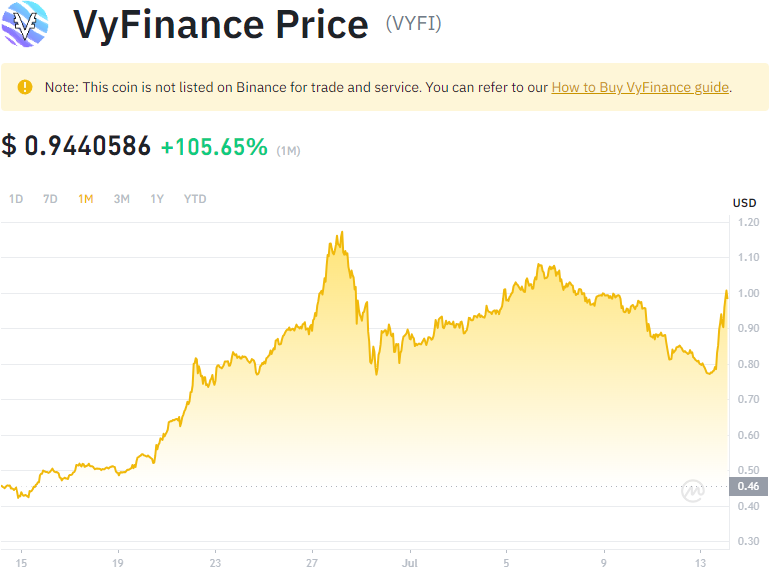 VyFinance Price (VYFI)
Note: This coin is not listed on Binance for trade and service. You can refer to our How to Buy VyFinance guide.
$ 0.9440586 +105.65% (1M)
1D 7D 1M 3M 1Y YTD
USD
1.20
1.10
1.00
0.90
0.80
0.70
0.60
0.50
0.46
0.40
0.30
15 19 23 27 Jul 5 9 13